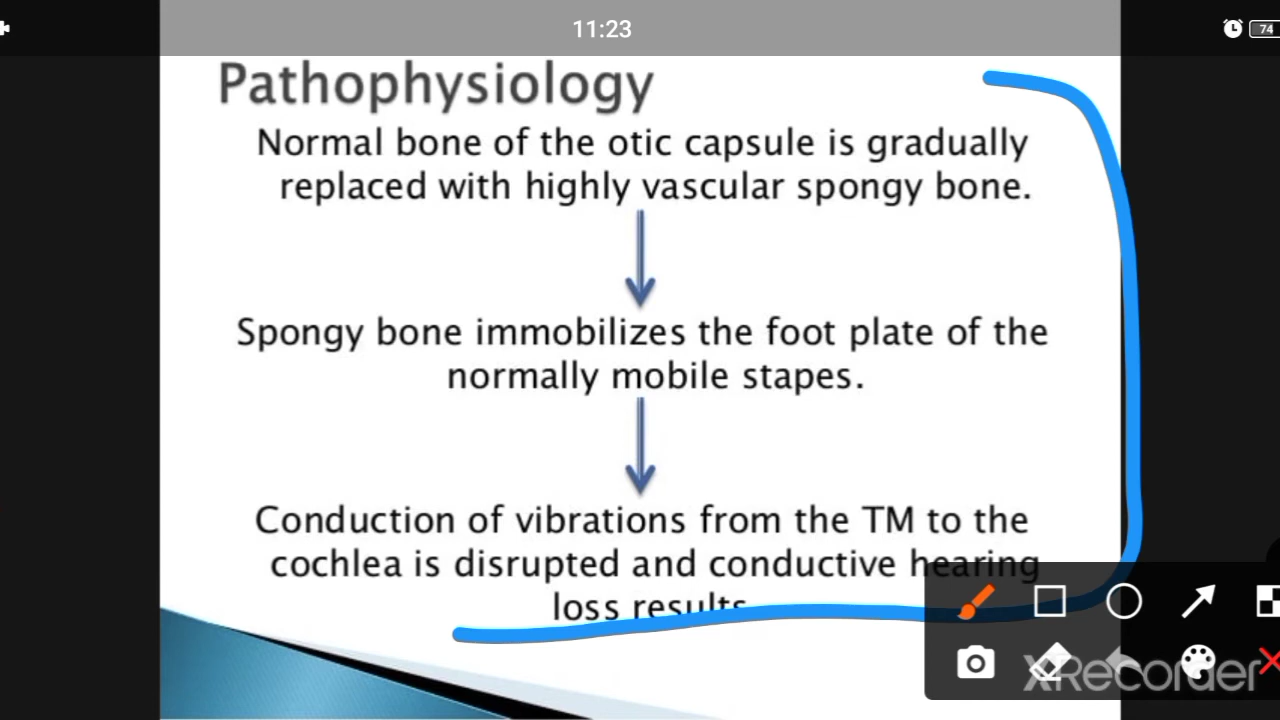 11:23
74
Pathophysiology
Normal bone of the otic capsule is gradually
replaced with highly vascular spongy bone.
Spongy bone immobilizes the foot plate of the
normally mobile stapes.
Conduction of vibrations from the TM to the
cochlea is disrupted and conductive hearing
loss results
XRecorder